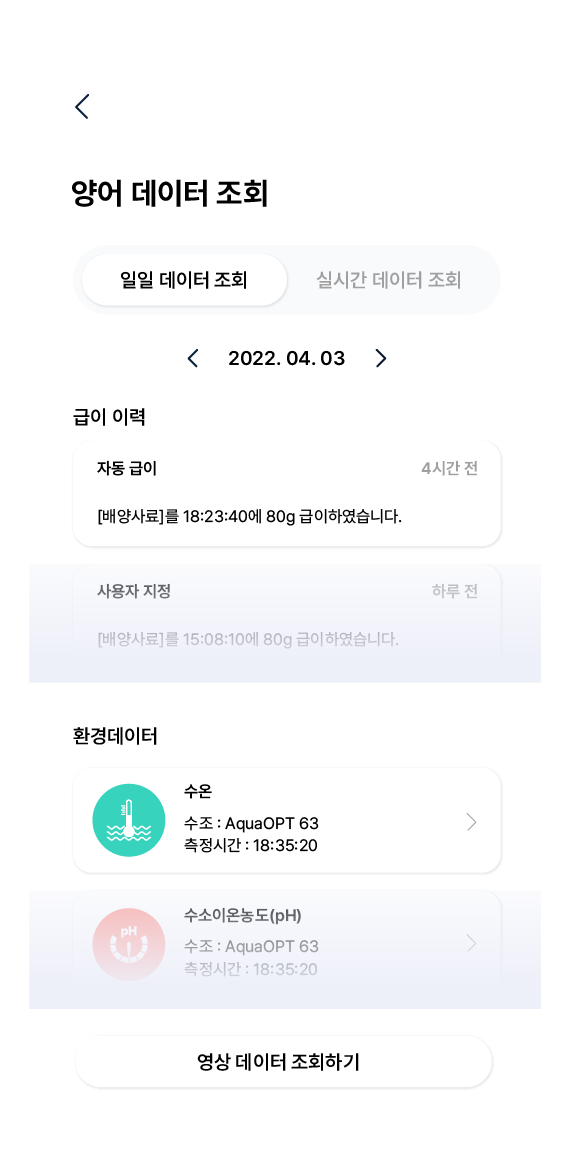 양어 데이터 조회
일일 데이터 조회
실시간 데이터 조회
2022. 04. 03
급이 이력
자동 급이
4시간 전
[배양사료]를 18:23:40에 80g 급이하였습니다.
사용자 지정
하루 전
[배양사료]를 15:08:10에 80g 급이하였습니다.
환경데이터
수온
수조 : AquaOPT 63
측정시간 : 18:35:20
pH
수소이온농도(pH)
수조 : AquaOPT 63
측정시간 : 18:35:20
영상 데이터 조회하기